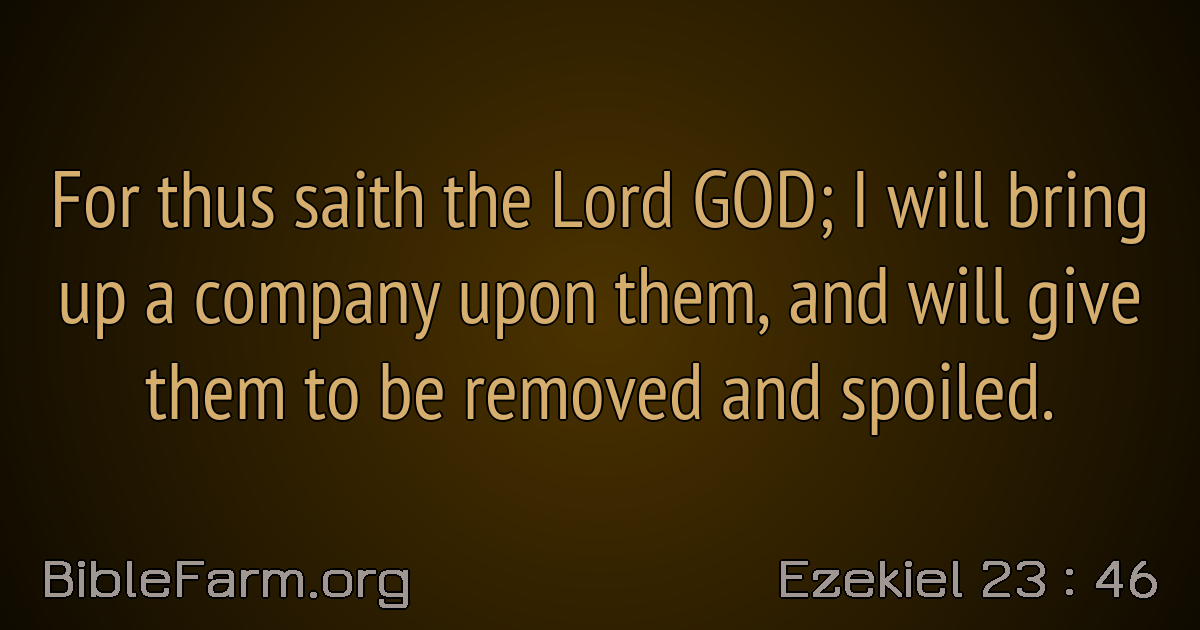 For thus saith the Lord GOD; I will bring
up a company upon them, and will give
them to be removed and spoiled.
BibleFarm.org
Ezekiel 23 : 46